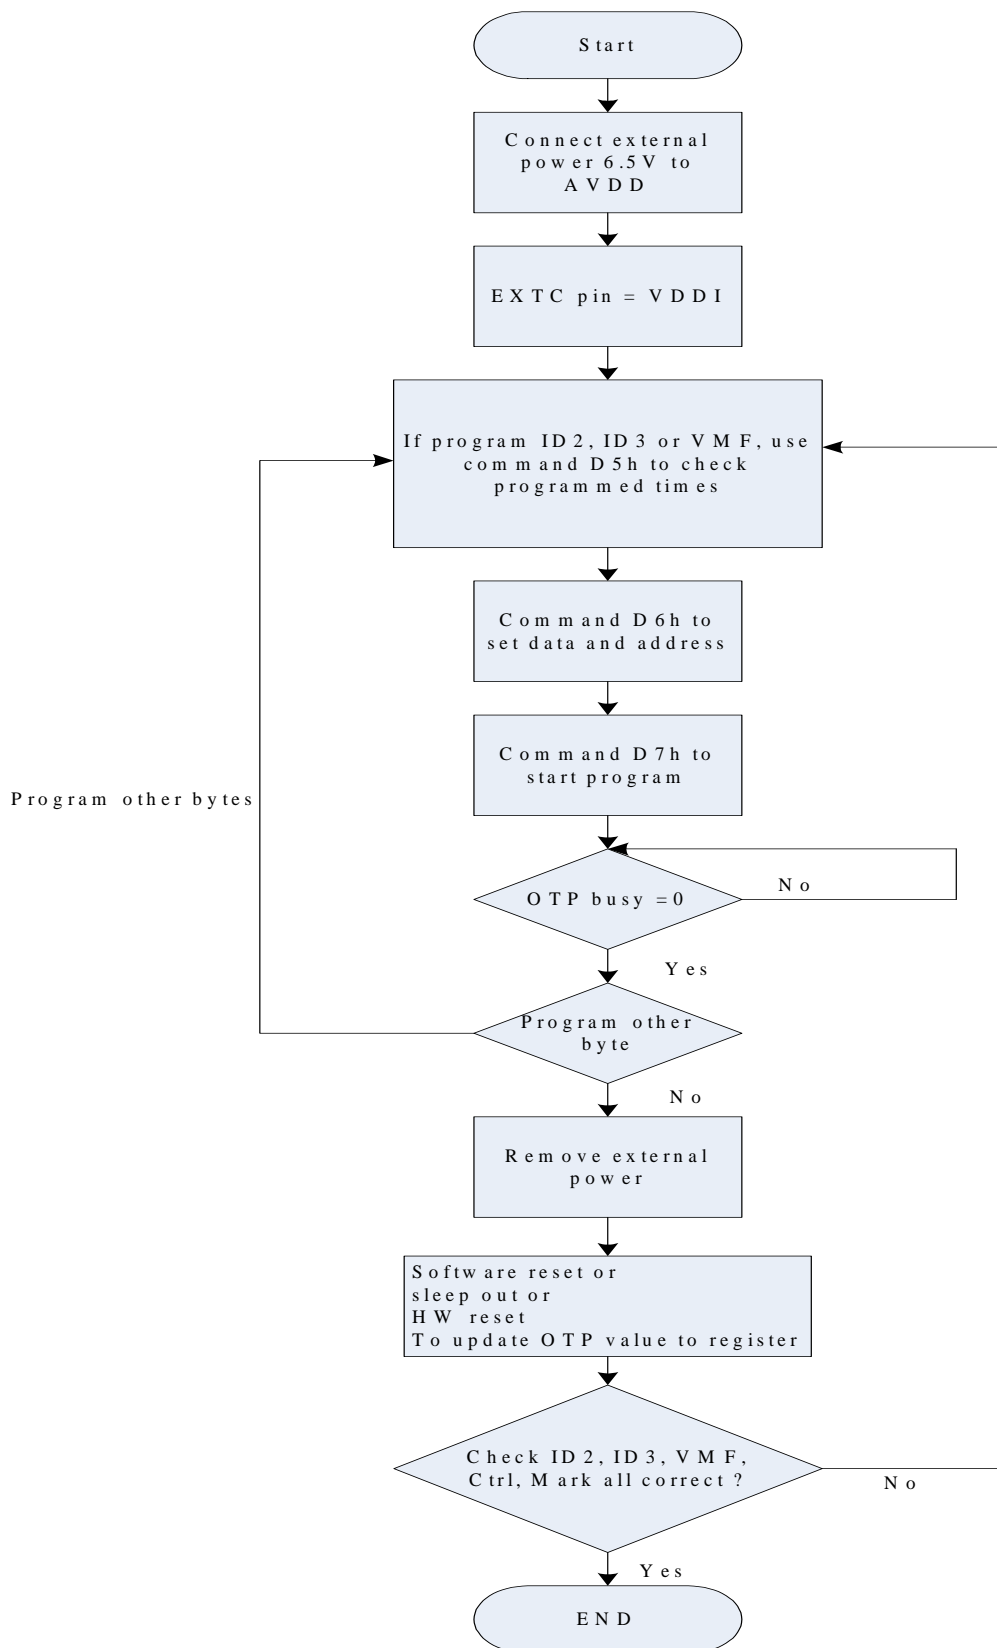 Start
Connect external
power 6.5V to
AVDD
EXTC pin = VDDI
If program ID2, ID3 or VMF, use
command D5h to check
programmed times
Command D6h to
set data and address
Command D7h to
start program
Program other bytes
OTP busy =0
No
Yes
Program other
byte
No
Remove external
power
Software reset or
sleep out or
HW reset
To update OTP value to register
Check ID2, ID3, VMF,
Ctrl, Mark all correct ?
No
Yes
END